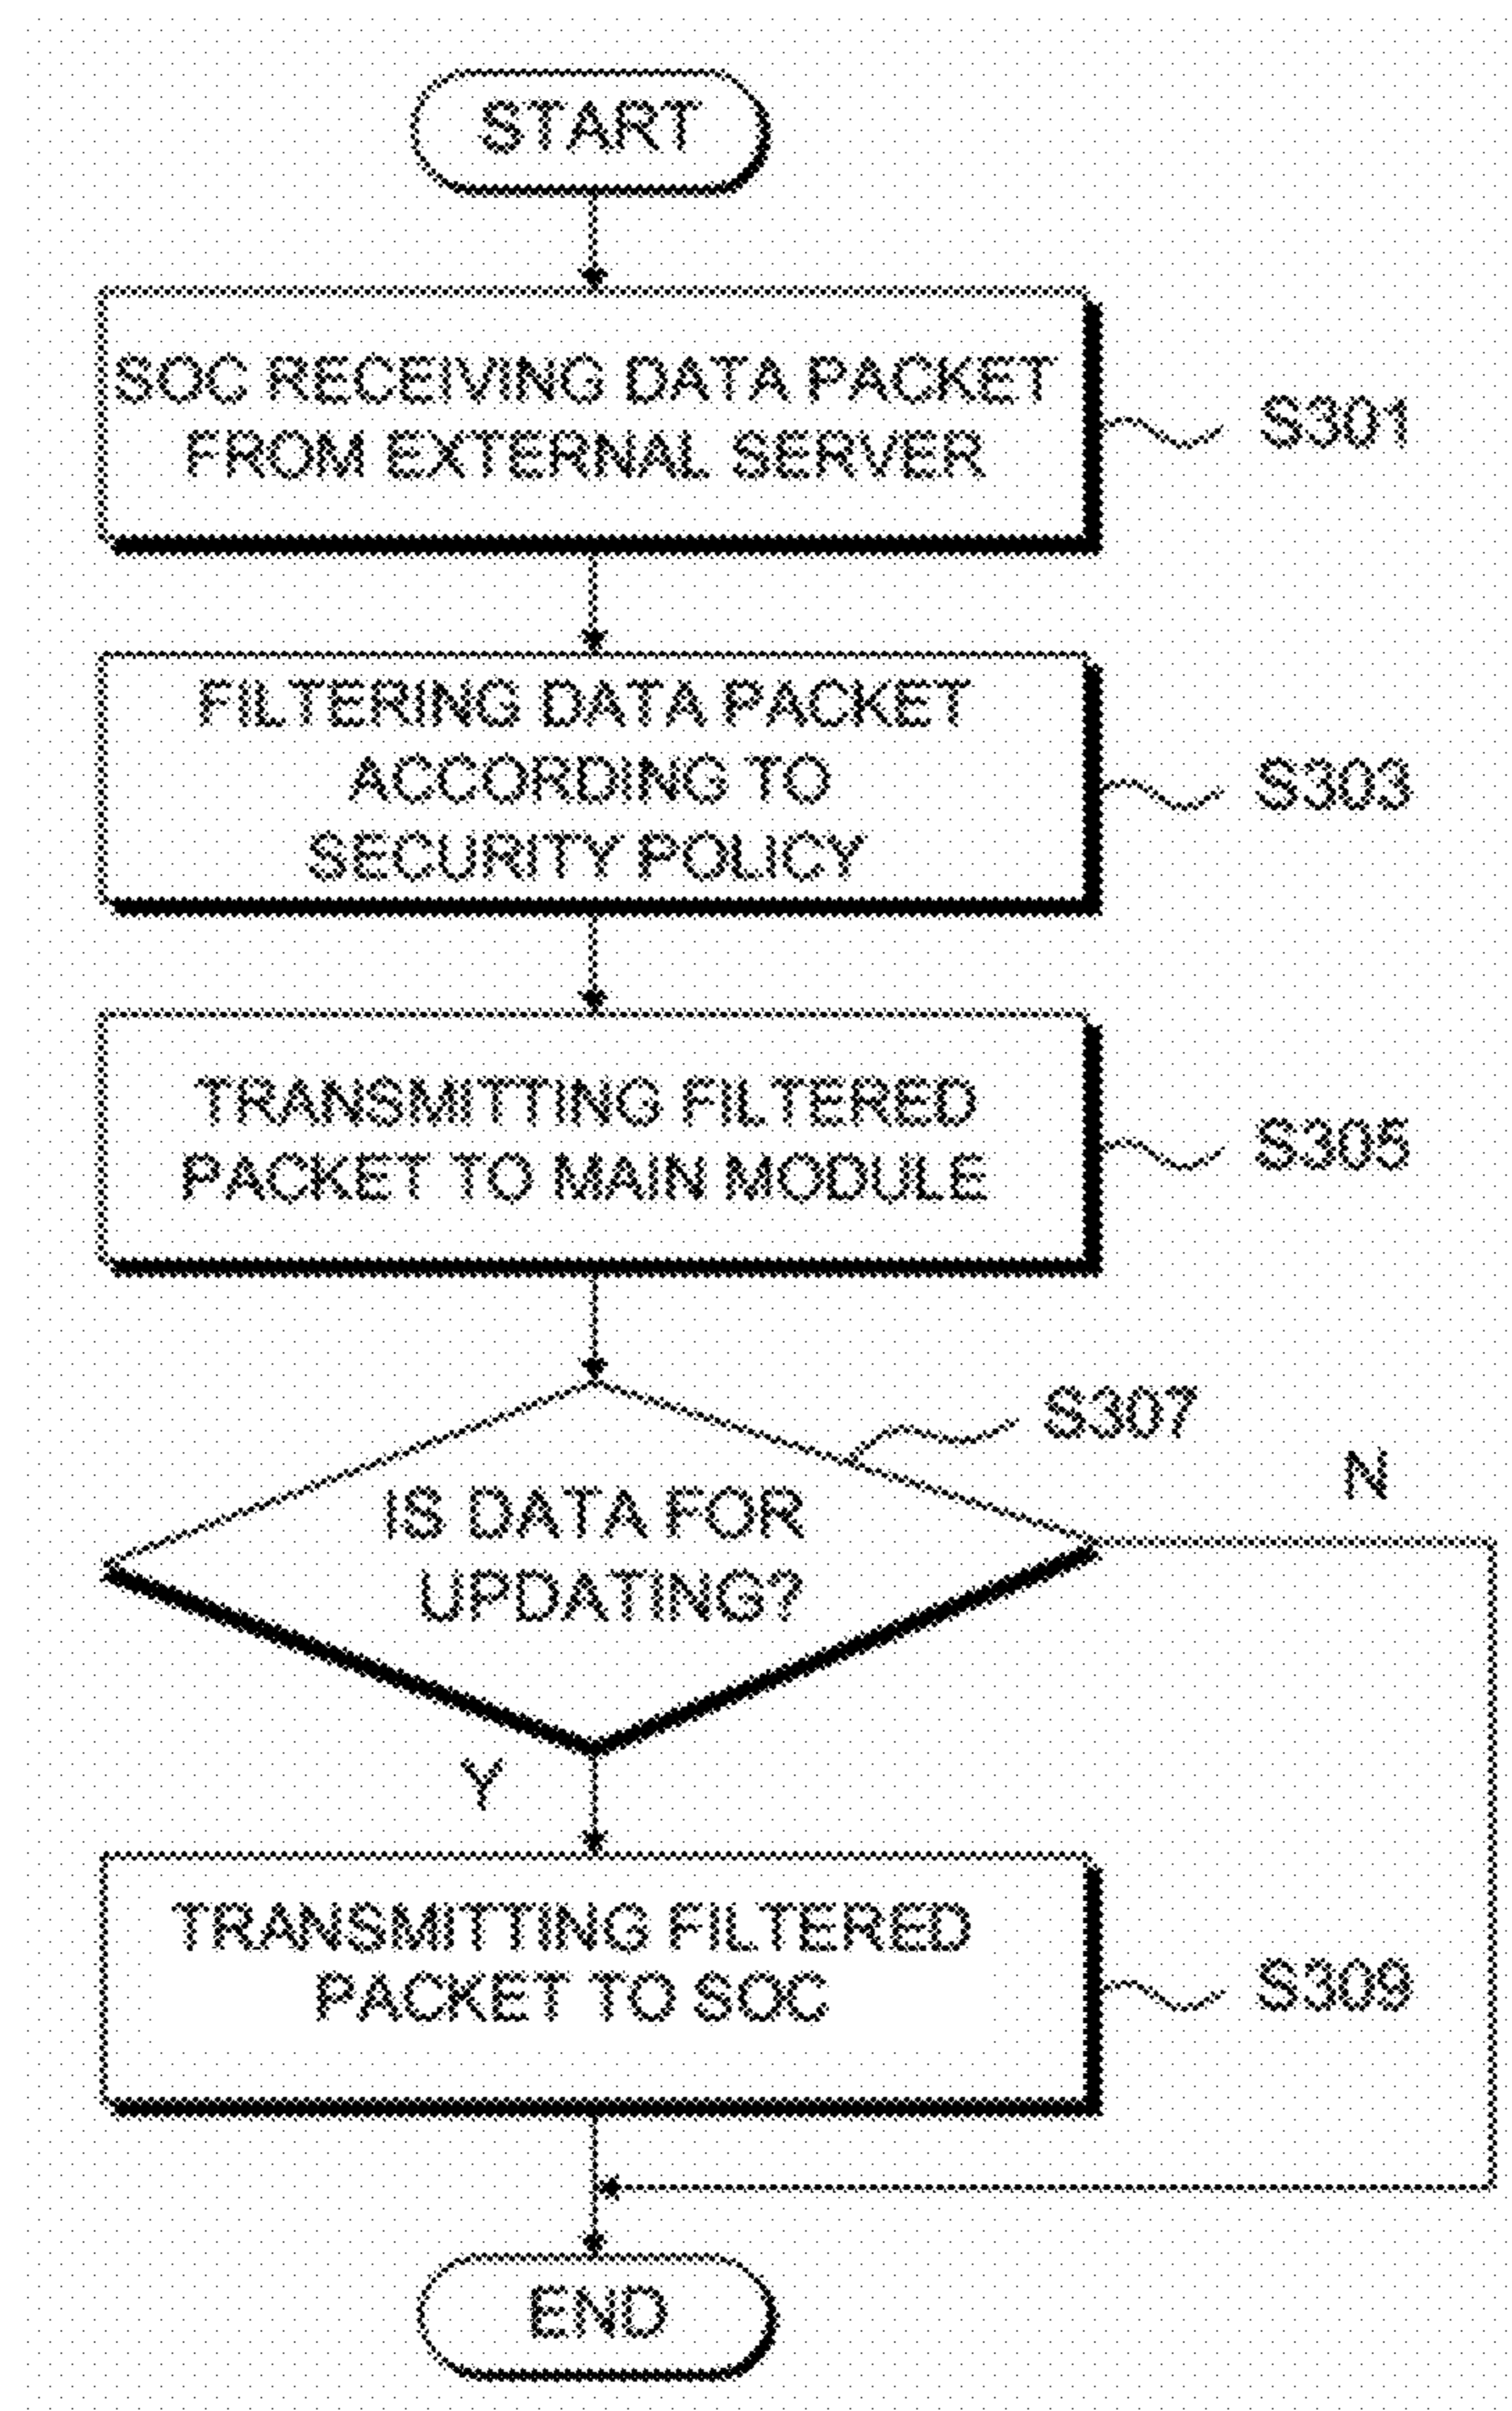 START
SOC RECEIVING DATA PACKET
FROM EXTERNAL SERVER
S301
FILTERING DATA PACKET
ACCORDING TO
SECURITY POLICY
S303
TRANSMITTING FILTERED
PACKET TO MAIN MODULE
S305
S307
N
IS DATA FOR
UPDATING?
Y
TRANSMITTING FILTERED
PACKET TO SOC
S309
END